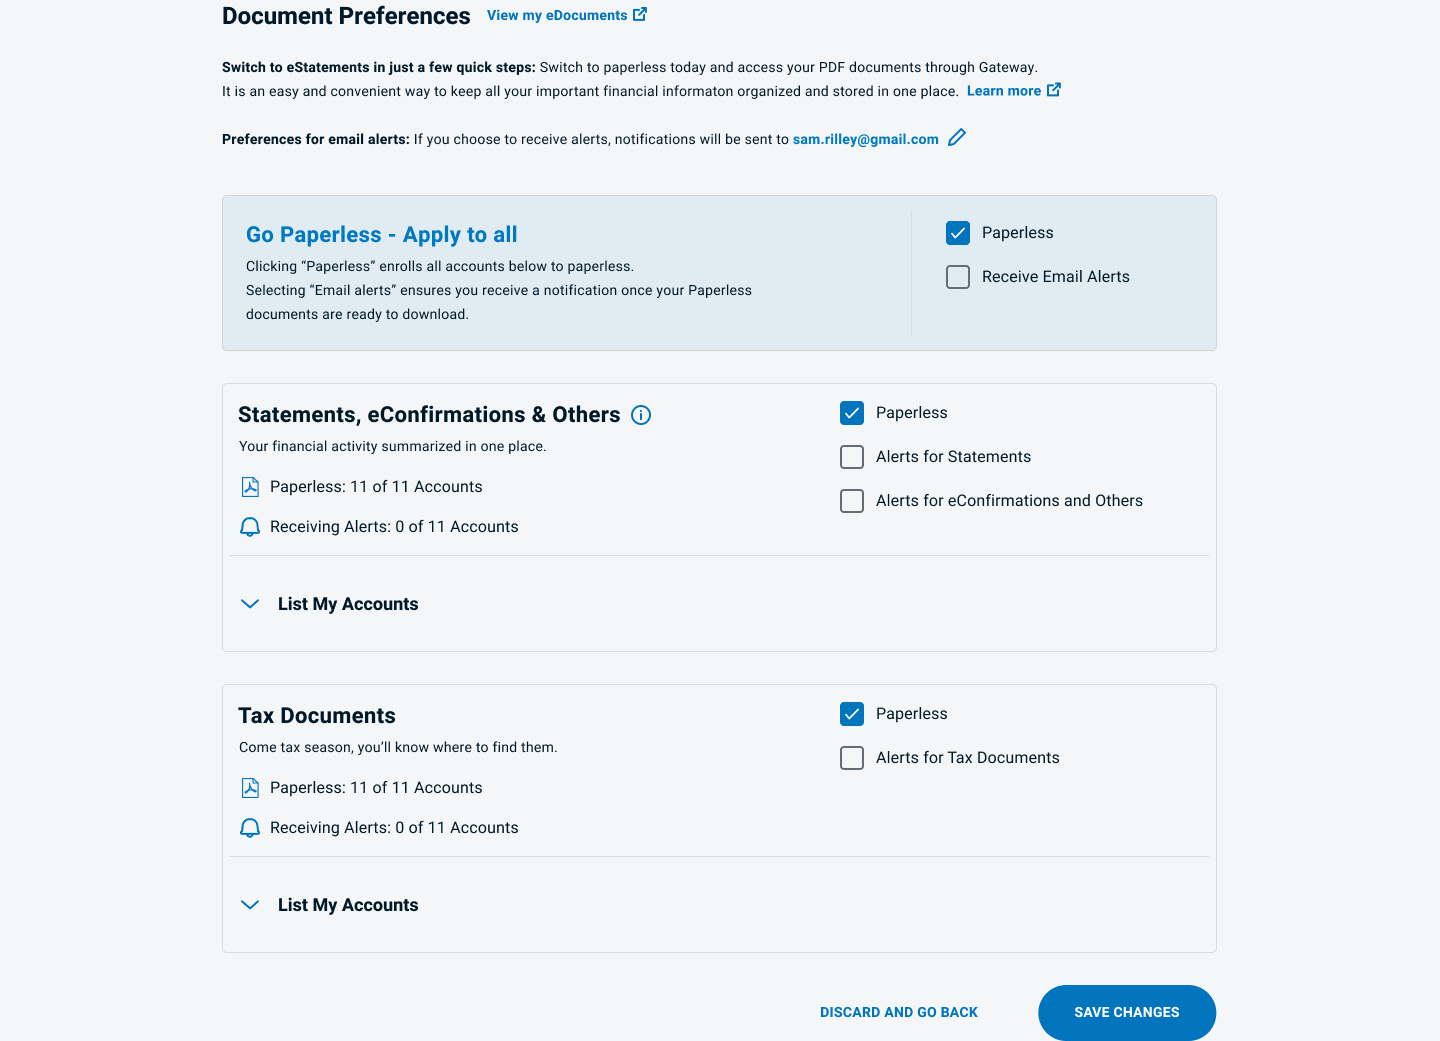 Document Preferences View my eDocuments
Switch to eStatements in just a few quick steps: Switch to paperless today and access your PDF documents through Gateway.
It is an easy and convenient way to keep all your important financial informaton organized and stored in one place. Learn more
Preferences for email alerts: If you choose to receive alerts, notifications will be sent to sam.rilley@gmail.com
Go Paperless - Apply to all
Clicking “Paperless” enrolls all accounts below to paperless.
Selecting “Email alerts” ensures you receive a notification once your Paperless
documents are ready to download.
Paperless
Receive Email Alerts
Statements, eConfirmations & Others
Your financial activity summarized in one place.
Paperless: 11 of 11 Accounts
Receiving Alerts: 0 of 11 Accounts
Paperless
Alerts for Statements
Alerts for eConfirmations and Others
List My Accounts
Tax Documents
Come tax season, you’ll know where to find them.
Paperless: 11 of 11 Accounts
Receiving Alerts: 0 of 11 Accounts
Paperless
Alerts for Tax Documents
List My Accounts
DISCARD AND GO BACK
SAVE CHANGES